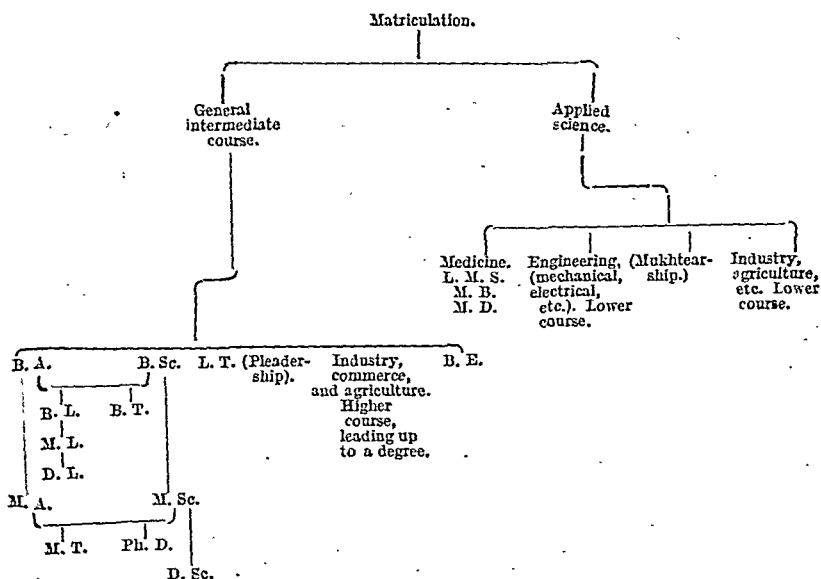 Matriculation.
General
intermediate
course.
Applied
science.
Medicine.
L. M. S.
M. B.
M. D.
Engineering,
(mechanical,
electrical,
etc.). Lower
course.
(Mukhtear-
ship.)
Industry,
agriculture,
etc. Lower
course.
B. A.
B. Sc.
L. T.
(Pleader-
ship).
Industry,
commerce,
and agriculture.
Higher
course,
leading up
to a degree.
B. E.
B. L.
B. T.
M. L.
D. L.
M. A.
M. Sc.
M. T.
Ph. D.
D. Sc.